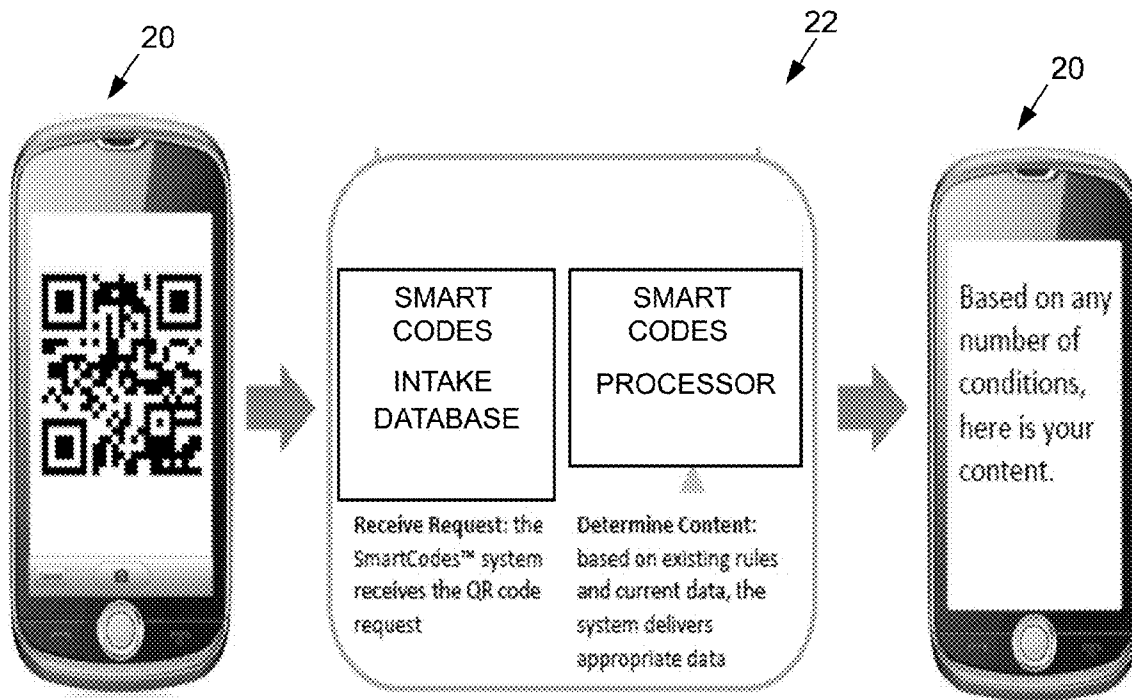 20
22
20
SMART
CODES
INTAKE
DATABASE
Receive Request: the
SmartCodes™ system
receives the QR code
request
SMART
CODES
PROCESSOR
Determine Content:
based on existing rules
and current data, the
system delivers
appropriate data
Based on any
number of
conditions,
here is your
content.